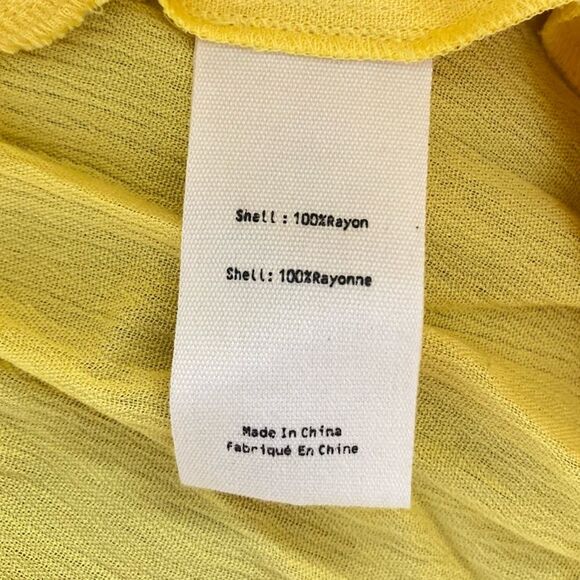 Shell : 100%Rayon
Shell: 100%Rayonne
Made In China
Fabriqué En Chine